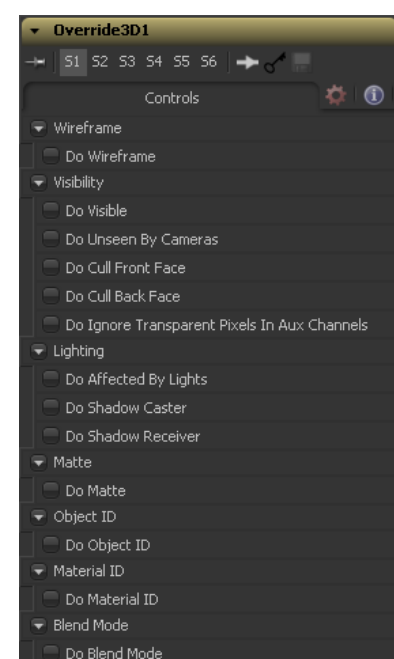 Override3D1
S1 S2 S3 S4 S5 S6
Controls
Wireframe
Do Wireframe
Visibility
Do Visible
Do Unseen By Cameras
Do Cull Front Face
Do Cull Back Face
Do Ignore Transparent Pixels In Aux Channels
Lighting
Do Affected By Lights
Do Shadow Caster
Do Shadow Receiver
Matte
Do Matte
Object ID
Do Object ID
Material ID
Do Material ID
Blend Mode
Do Blend Mode